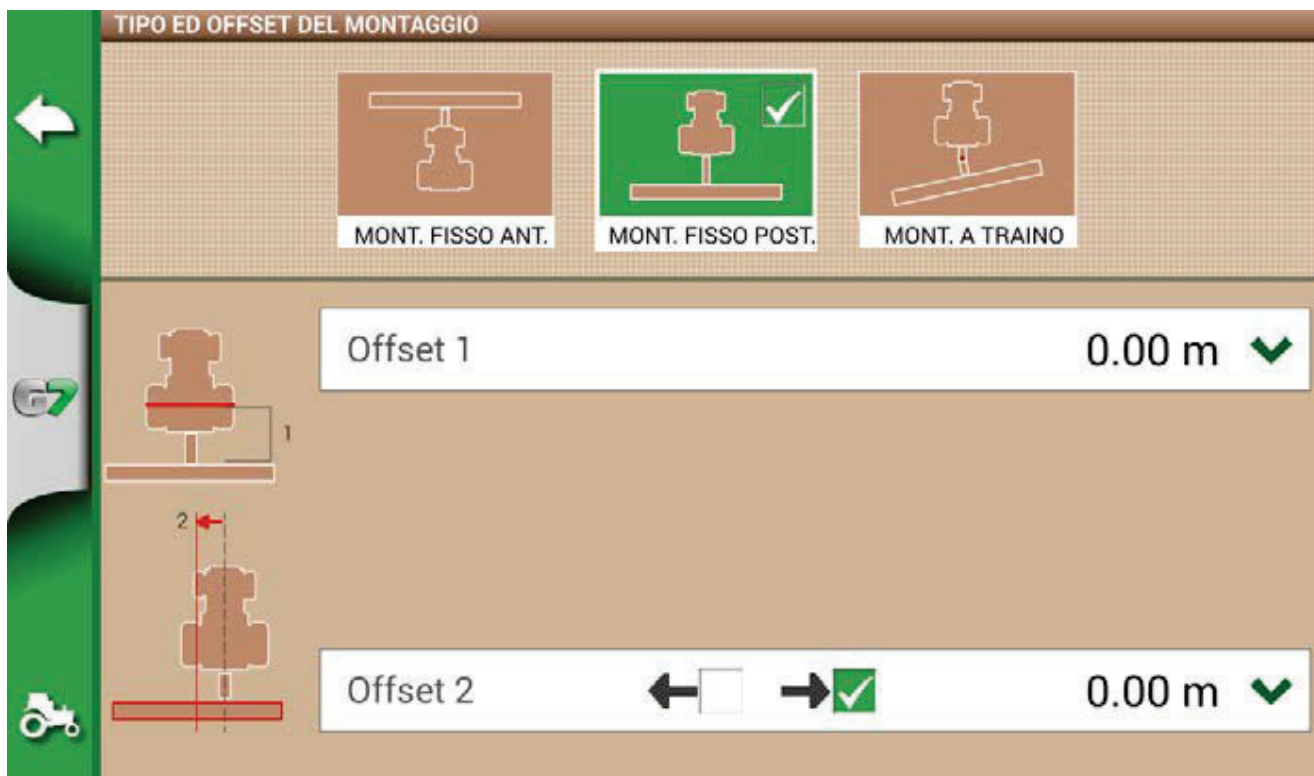 TIPO ED OFFSET DEL MONTAGGIO
MONT. FISSO ANT.
MONT. FISSO POST.
MONT. A TRAINO
Offset 1
0.00 m
G7
1
2
Offset 2
0.00 m